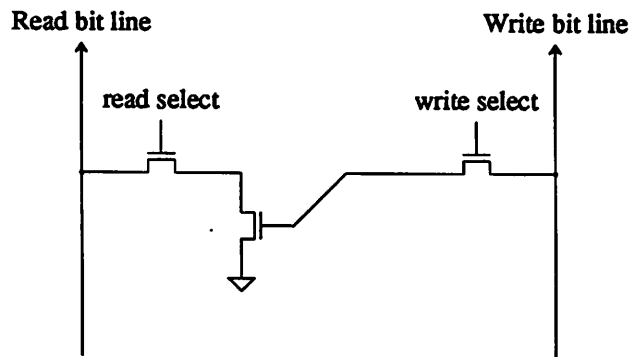 Read bit line
Write bit line
read select
write select